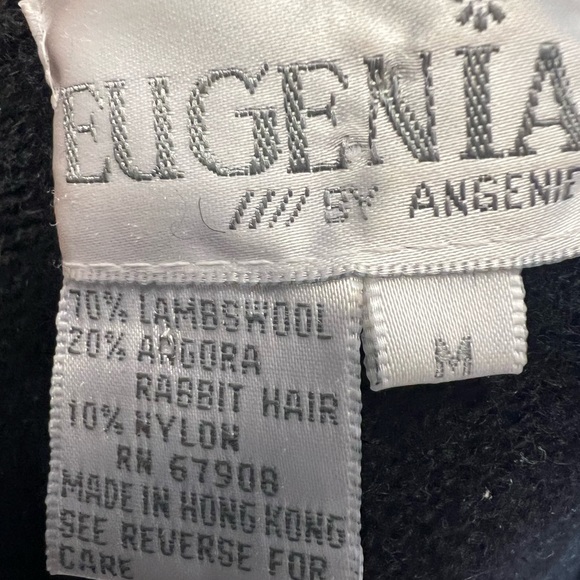 EUGENIA
///// BY ANGENIE
70% LAMBSWOOL
20% ANGORA
RABBIT HAIR
10% NYLON
RN 67908
MADE IN HONG KONG
SEE REVERSE FOR
CARE
M